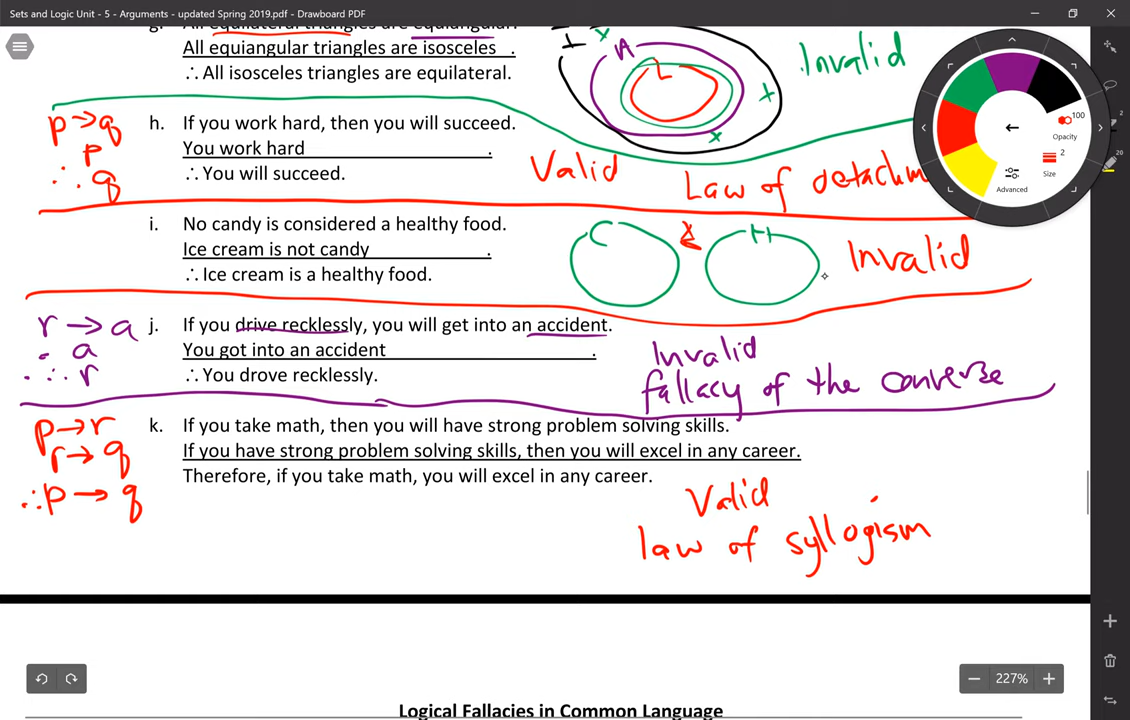 Sets and Logic Unit - 5 - Arguments - updated Spring 2019.pdf - Drawboard PDF
g. All equilateral triangles are equiangular.
All equiangular triangles are isosceles .
∴ All isosceles triangles are equilateral.
I x A L x x
Invalid
p → q
p
∴ q
h. If you work hard, then you will succeed.
You work hard .
∴ You will succeed.
Valid
Law of detachm
i. No candy is considered a healthy food.
Ice cream is not candy .
∴ Ice cream is a healthy food.
C x H
Invalid
r → a
a
∴ r
j. If you drive recklessly, you will get into an accident.
You got into an accident .
∴ You drove recklessly.
Invalid
fallacy of the converse
p → r
r → q
∴ p → q
k. If you take math, then you will have strong problem solving skills.
If you have strong problem solving skills, then you will excel in any career.
Therefore, if you take math, you will excel in any career.
Valid
law of syllogism
Logical Fallacies in Common Language
100
Opacity
2
Size
Advanced
2
20
227%